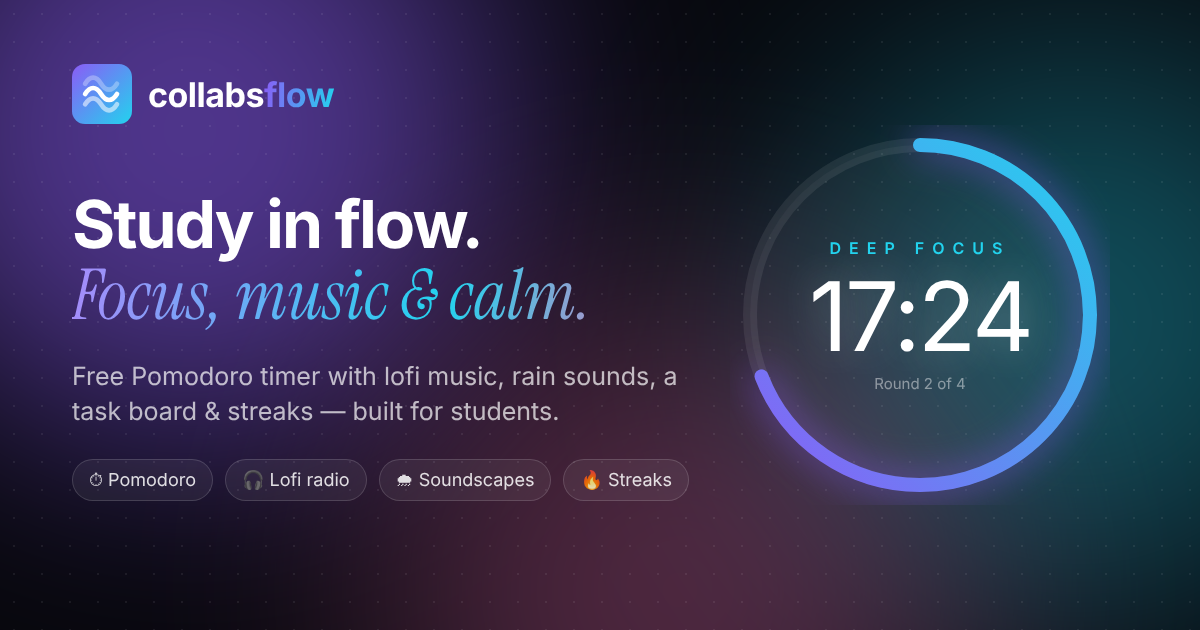 collabsflow
Study in flow.
Focus, music & calm.
Free Pomodoro timer with lofi music, rain sounds, a
task board & streaks — built for students.
⏱ Pomodoro
🎧 Lofi radio
🌧 Soundscapes
🔥 Streaks
DEEP FOCUS
17:24
Round 2 of 4